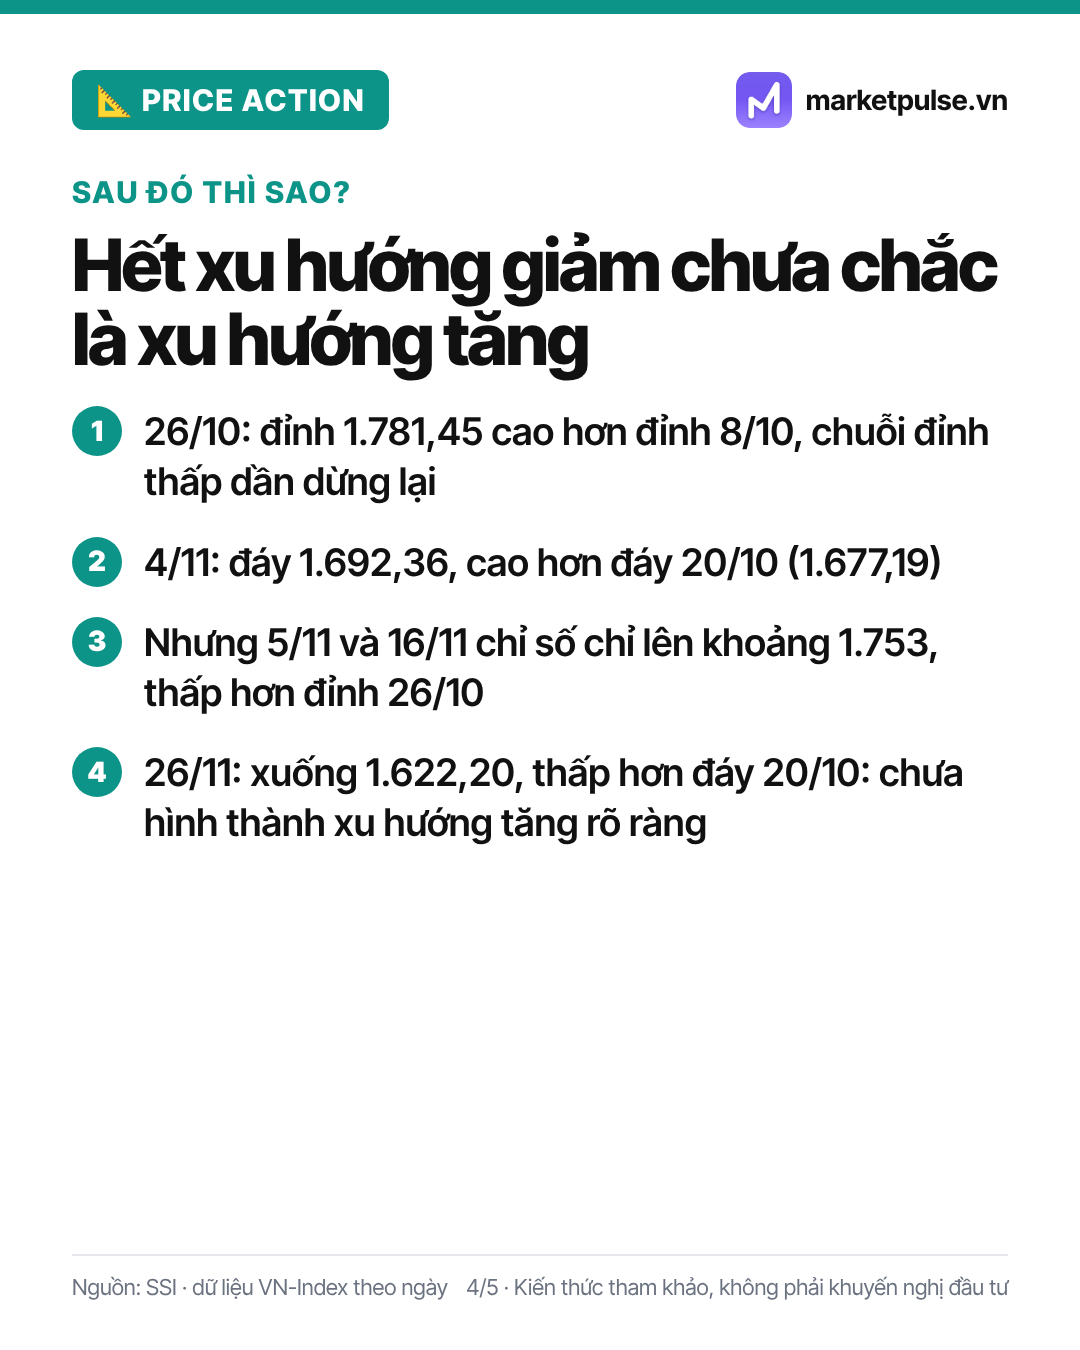 📐 PRICE ACTION
marketpulse.vn
SAU ĐÓ THÌ SAO?
Hết xu hướng giảm chưa chắc
là xu hướng tăng
1 26/10: đỉnh 1.781,45 cao hơn đỉnh 8/10, chuỗi đỉnh
thấp dần dừng lại
2 4/11: đáy 1.692,36, cao hơn đáy 20/10 (1.677,19)
3 Nhưng 5/11 và 16/11 chỉ số chỉ lên khoảng 1.753,
thấp hơn đỉnh 26/10
4 26/11: xuống 1.622,20, thấp hơn đáy 20/10: chưa
hình thành xu hướng tăng rõ ràng
Nguồn: SSI · dữ liệu VN-Index theo ngày 4/5 · Kiến thức tham khảo, không phải khuyến nghị đầu tư